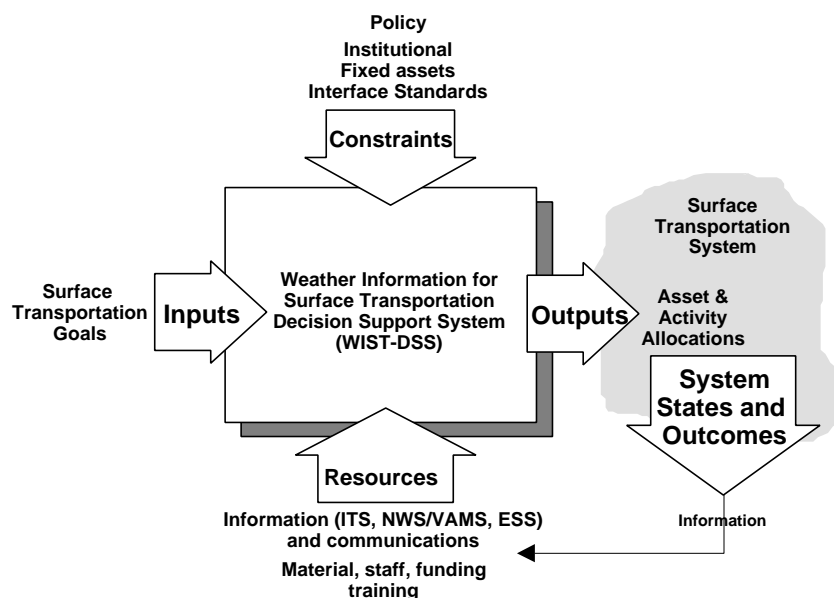 Policy
Institutional
Fixed assets
Interface Standards
Constraints
Surface
Transportation
Goals
Inputs
Weather Information for
Surface Transportation
Decision Support System
(WIST-DSS)
Outputs
Surface
Transportation
System
Asset &
Activity
Allocations
System
States and
Outcomes
Resources
Information (ITS, NWS/VAMS, ESS)
and communications
Material, staff, funding
training
Information